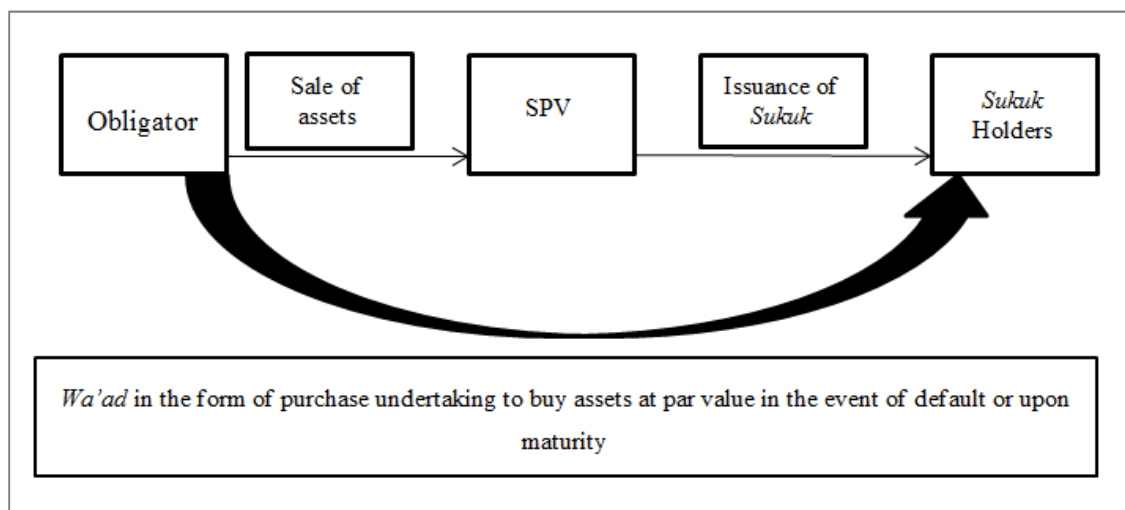 Obligator
Sale of
assets
SPV
Issuance of
Sukuk
Sukuk
Holders
Wa’ad in the form of purchase undertaking to buy assets at par value in the event of default or upon
maturity